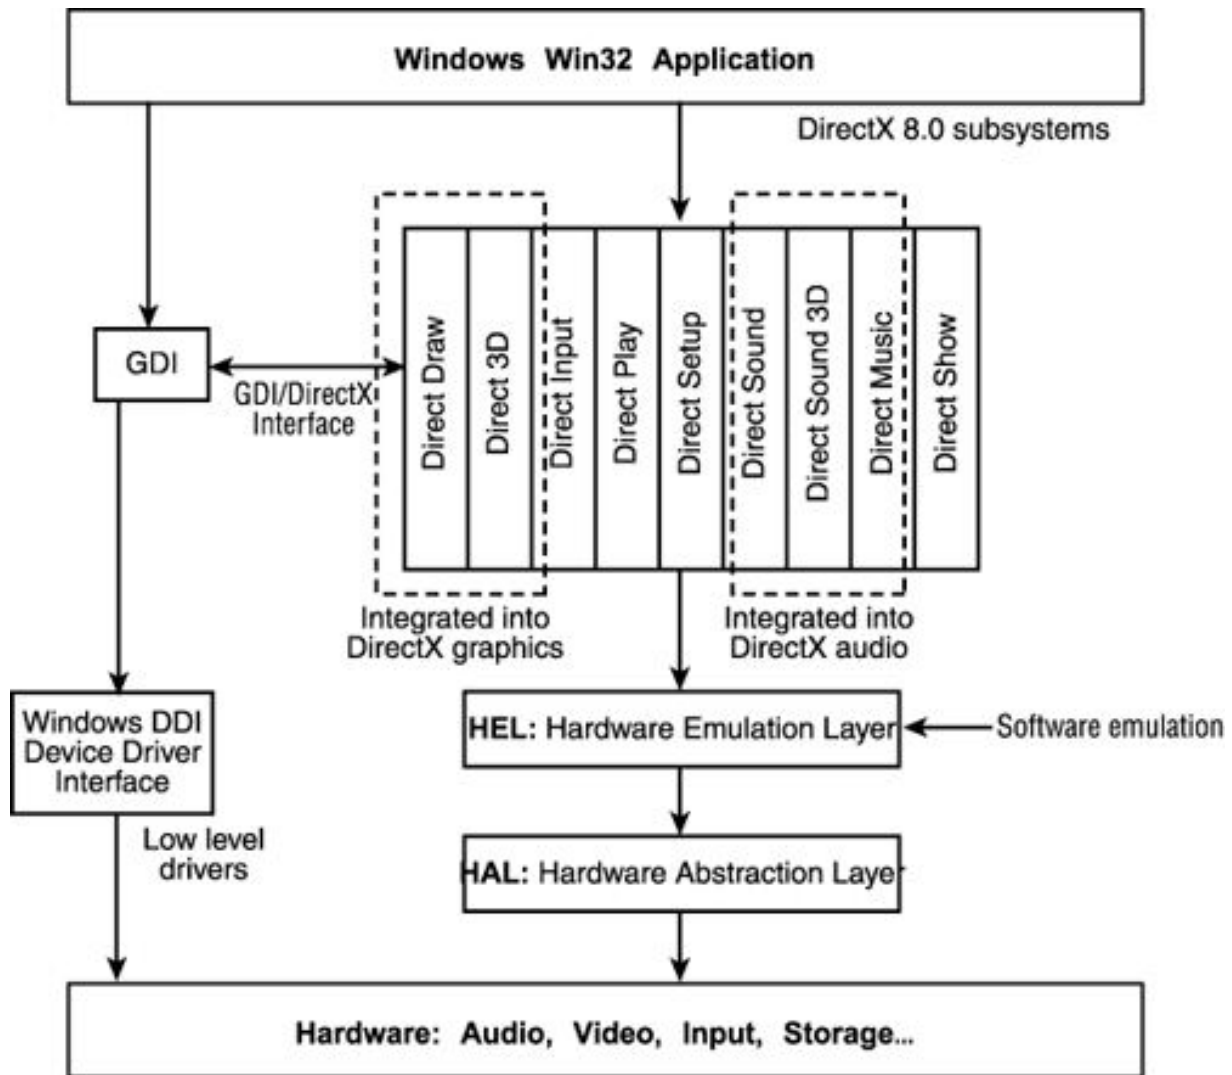 Windows Win32 Application
DirectX 8.0 subsystems
GDI
GDI/DirectX
Interface
Direct Draw
Direct 3D
Direct Input
Direct Play
Direct Setup
Direct Sound
Direct Sound 3D
Direct Music
Direct Show
Integrated into
DirectX graphics
Integrated into
DirectX audio
Windows DDI
Device Driver
Interface
HEL: Hardware Emulation Layer
Software emulation
Low level
drivers
HAL: Hardware Abstraction Layer
Hardware: Audio, Video, Input, Storage...